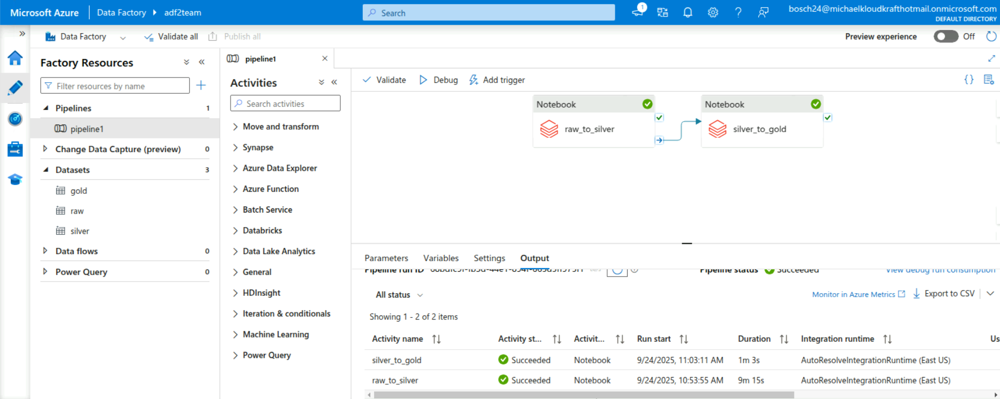 Microsoft Azure
Data Factory
adf2team
Search
1
bosch24@michaelkloudkrafthotmail.onmicrosoft.com
DEFAULT DIRECTORY
Data Factory
Validate all
Publish all
Preview experience
Off
Factory Resources
Filter resources by name
Pipelines 1
pipeline1
Change Data Capture (preview) 0
Datasets 3
gold
raw
silver
Data flows 0
Power Query 0
pipeline1
Activities
Search activities
Move and transform
Synapse
Azure Data Explorer
Azure Function
Batch Service
Databricks
Data Lake Analytics
General
HDInsight
Iteration & conditionals
Machine Learning
Power Query
Validate
Debug
Add trigger
{}
Notebook
raw_to_silver
Notebook
silver_to_gold
Parameters Variables Settings Output
Pipeline run ID
Pipeline status Succeeded
View debug run consumption
All status
Monitor in Azure Metrics
Export to CSV
Showing 1 - 2 of 2 items
Activity name Activity st... Activit... Run start Duration Integration runtime Us
silver_to_gold Succeeded Notebook 9/24/2025, 11:03:11 AM 1m 3s AutoResolveIntegrationRuntime (East US)
raw_to_silver Succeeded Notebook 9/24/2025, 10:53:55 AM 9m 15s AutoResolveIntegrationRuntime (East US)